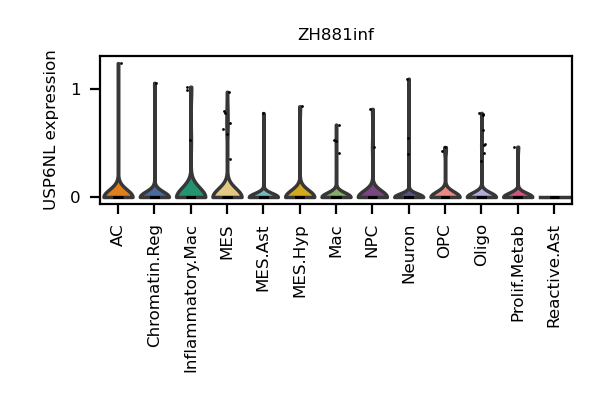 ZH881inf
USP6NL expression
1
0
AC
Chromatin.Reg
Inflammatory.Mac
MES
MES.Ast
MES.Hyp
Mac
NPC
Neuron
OPC
Oligo
Prolif.Metab
Reactive.Ast